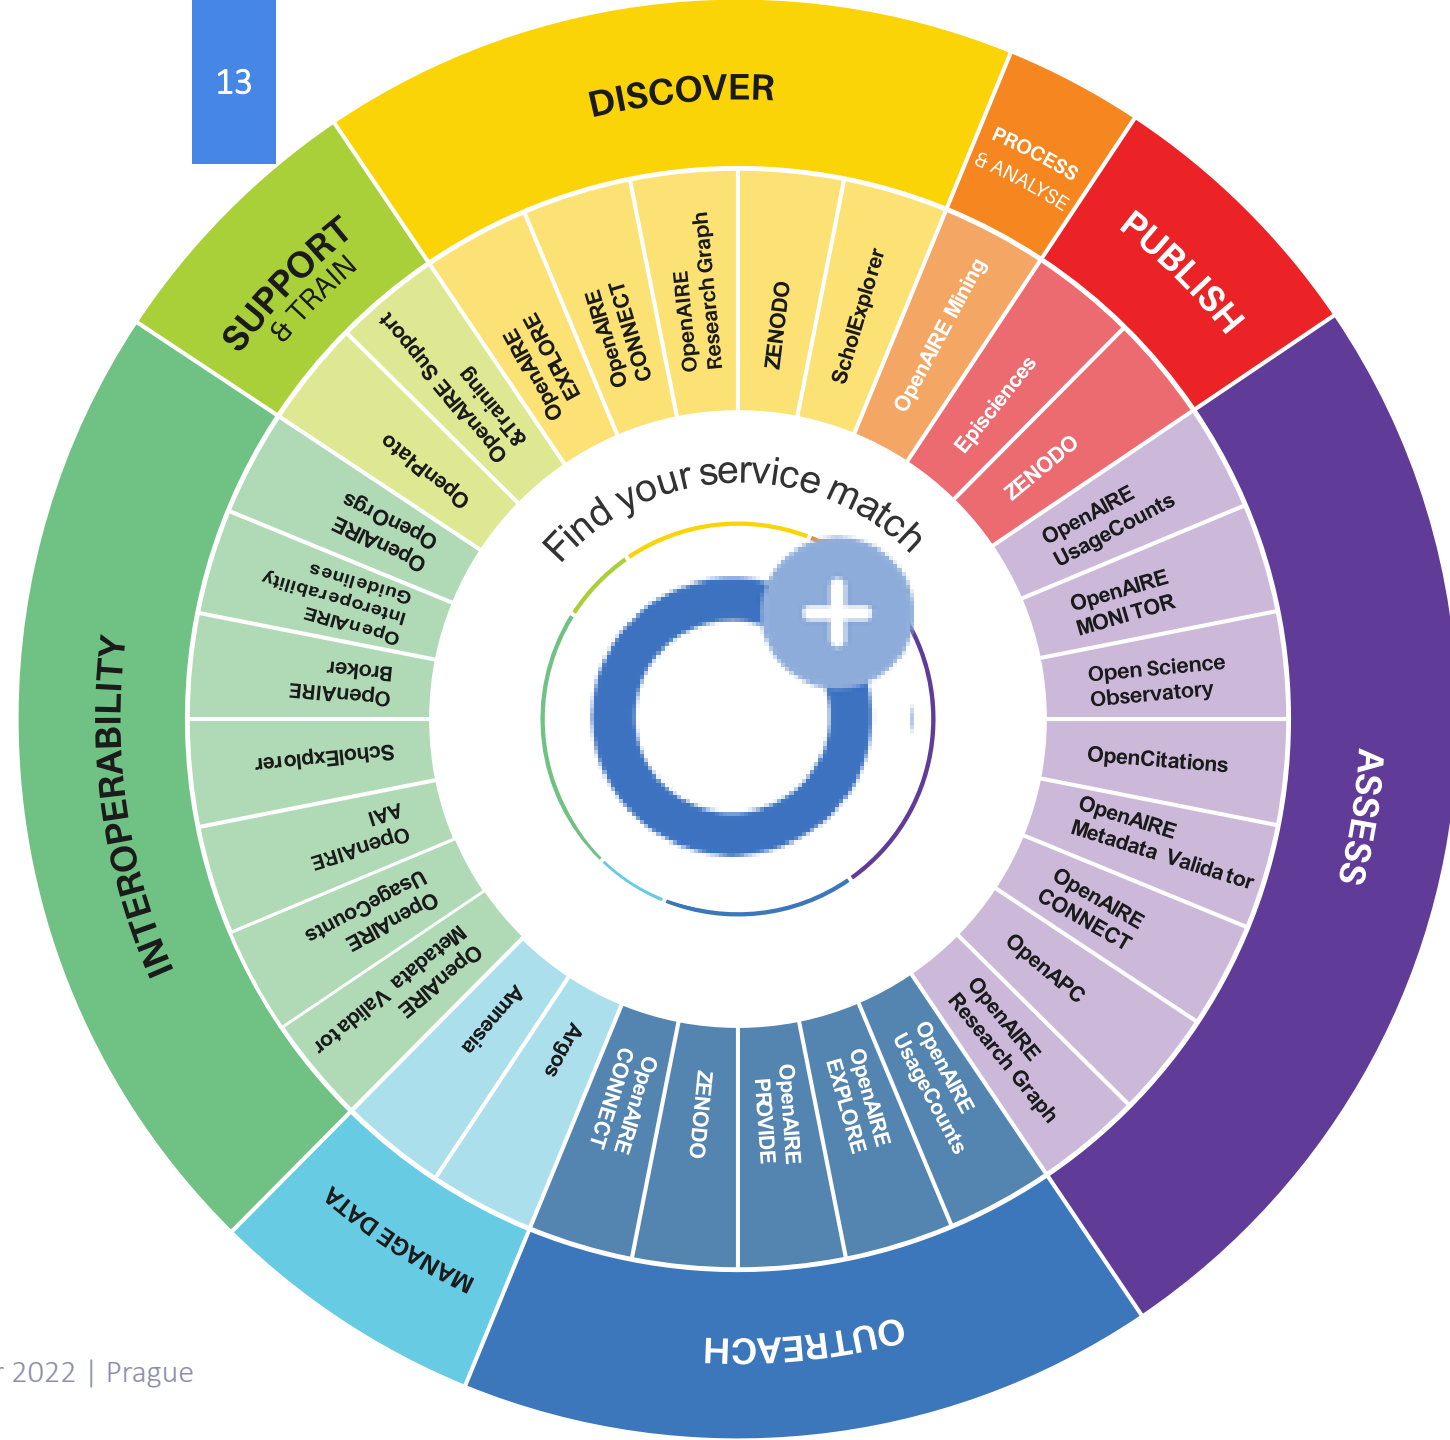 13
DISCOVER
PROCESS
& ANALYSE
PUBLISH
ASSESS
OUTREACH
MANAGE DATA
INTEROPERABILITY
SUPPORT
& TRAIN
OpenAIRE
EXPLORE
OpenAIRE
CONNECT
OpenAIRE
Research Graph
ZENODO
ScholExplorer
OpenAIRE Mining
Episciences
ZENODO
OpenAIRE
UsageCounts
OpenAIRE
MONITOR
Open Science
Observatory
OpenCitations
OpenAIRE
Metadata Validator
OpenAIRE
CONNECT
OpenAPC
OpenAIRE
Research Graph
OpenAIRE
UsageCounts
OpenAIRE
EXPLORE
OpenAIRE
PROVIDE
ZENODO
OpenAIRE
CONNECT
Argos
Amnesia
OpenAIRE
Metadata Validator
OpenAIRE
UsageCounts
OpenAIRE
AAI
ScholExplorer
OpenAIRE
Broker
OpenAIRE
Interoperability
Guidelines
OpenAIRE
OpenOrgs
OpenPlato
OpenAIRE Support
&Training
Find your service match
2022 | Prague